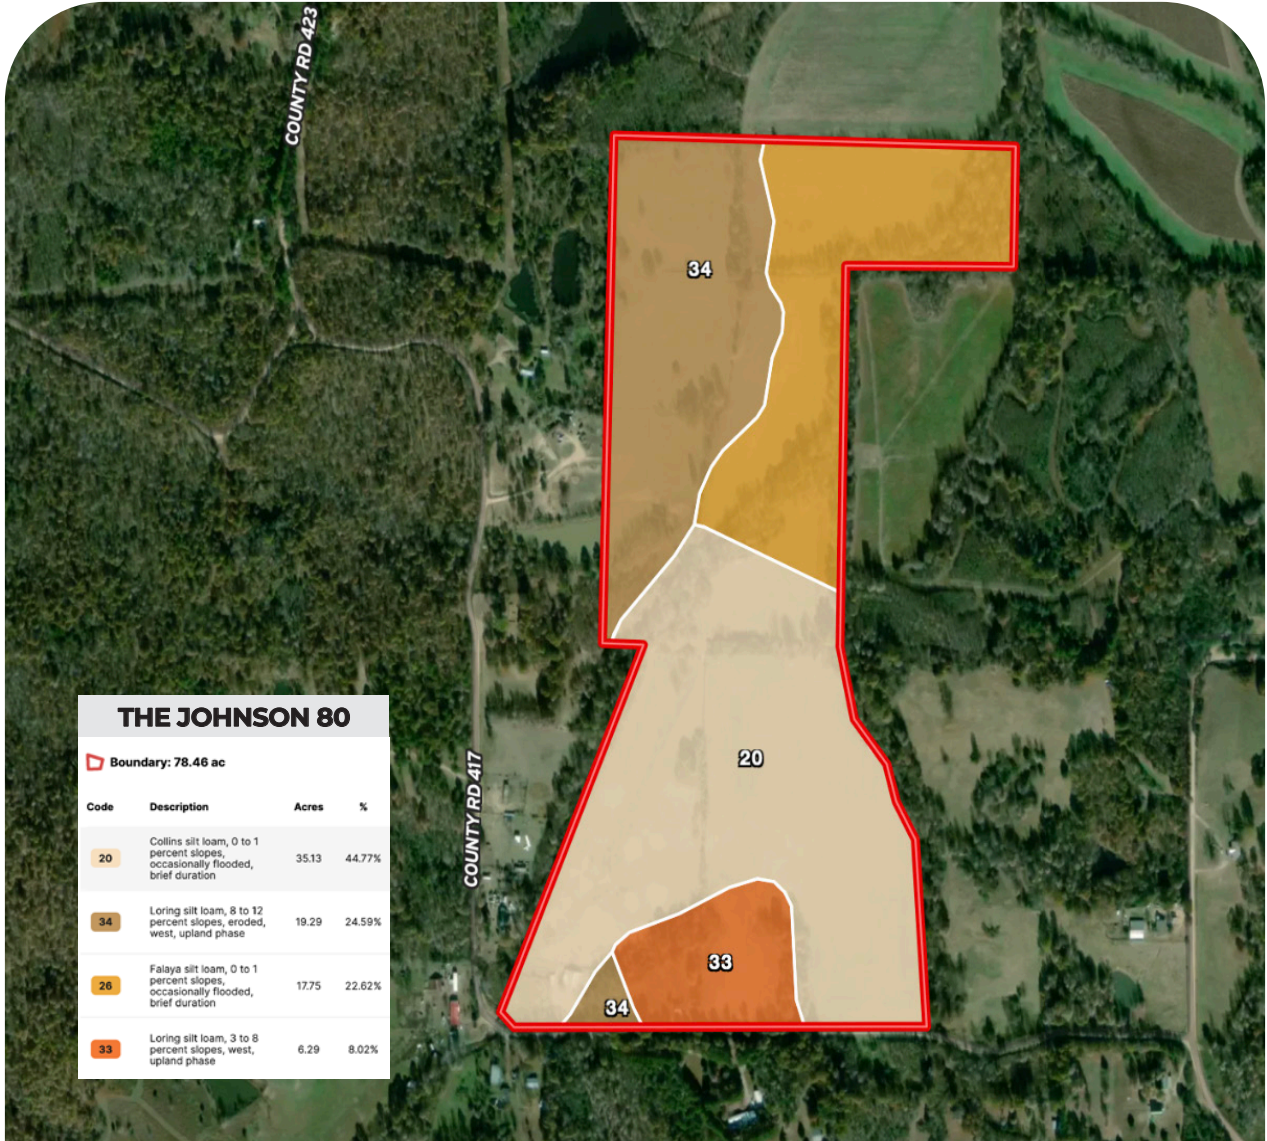 COUNTY RD 423
34
20
33
34
COUNTY RD 417
THE JOHNSON 80
Boundary: 78.46 ac
Code Description Acres %
20 Collins silt loam, 0 to 1 35.13 44.77%
percent slopes,
occasionally flooded,
brief duration
34 Loring silt loam, 8 to 12 19.29 24.59%
percent slopes, eroded,
west, upland phase
26 Falaya silt loam, 0 to 1 17.75 22.62%
percent slopes,
occasionally flooded,
brief duration
33 Loring silt loam, 3 to 8 6.29 8.02%
percent slopes, west,
upland phase